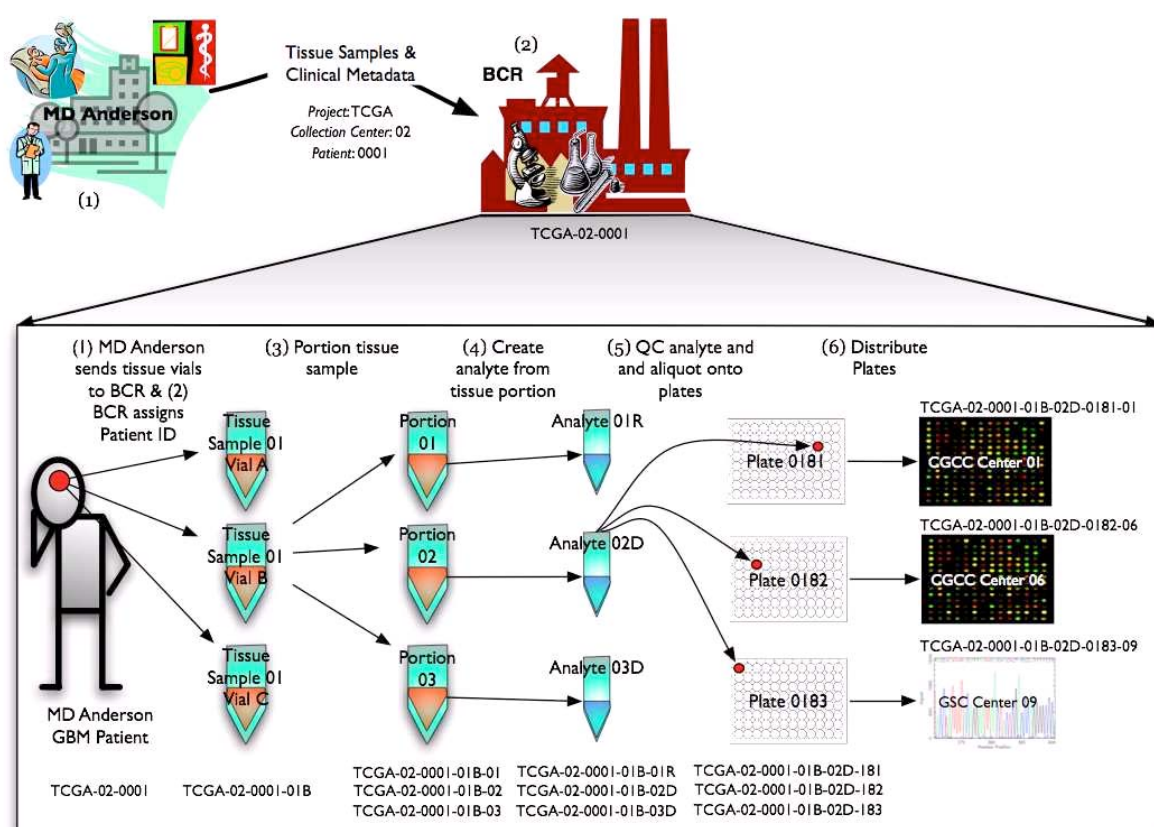 (2)
Tissue Samples &
Clinical Metadata
BCR
MD Anderson
Project: TCGA
Collection Center: 02
Patient: 0001
(1)
TCGA-02-0001
(1) MD Anderson
sends tissue vials
to BCR & (2)
BCR assigns
Patient ID
(3) Portion tissue
sample
(4) Create
analyte from
tissue portion
(5) QC analyte and
and aliquot onto
plates
(6) Distribute
Plates
Tissue
Sample 01
Vial A
Portion
01
Analyte 01R
Plate 0181
TCGA-02-0001-01B-02D-0181-01
CGCC Center 01
Tissue
Sample 01
Vial B
Portion
02
Analyte 02D
Plate 0182
TCGA-02-0001-01B-02D-0182-06
CGCC Center 06
Tissue
Sample 01
Vial C
Portion
03
Analyte 03D
Plate 0183
TCGA-02-0001-01B-02D-0183-09
GSC Center 09
MD Anderson
GBM Patient
TCGA-02-0001
TCGA-02-0001-01B
TCGA-02-0001-01B-01
TCGA-02-0001-01B-02
TCGA-02-0001-01B-03
TCGA-02-0001-01B-01R
TCGA-02-0001-01B-02D
TCGA-02-0001-01B-03D
TCGA-02-0001-01B-02D-181
TCGA-02-0001-01B-02D-182
TCGA-02-0001-01B-02D-183